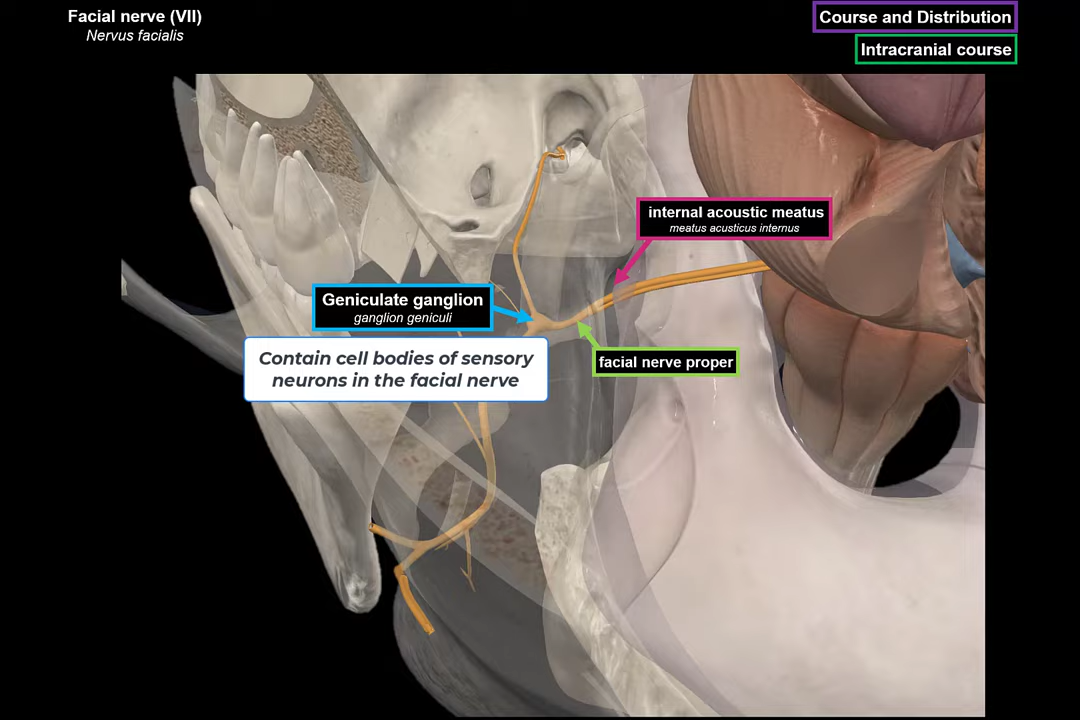 Facial nerve (VII)
Nervus facialis
Course and Distribution
Intracranial course
internal acoustic meatus
meatus acusticus internus
Geniculate ganglion
ganglion geniculi
Contain cell bodies of sensory
neurons in the facial nerve
facial nerve proper